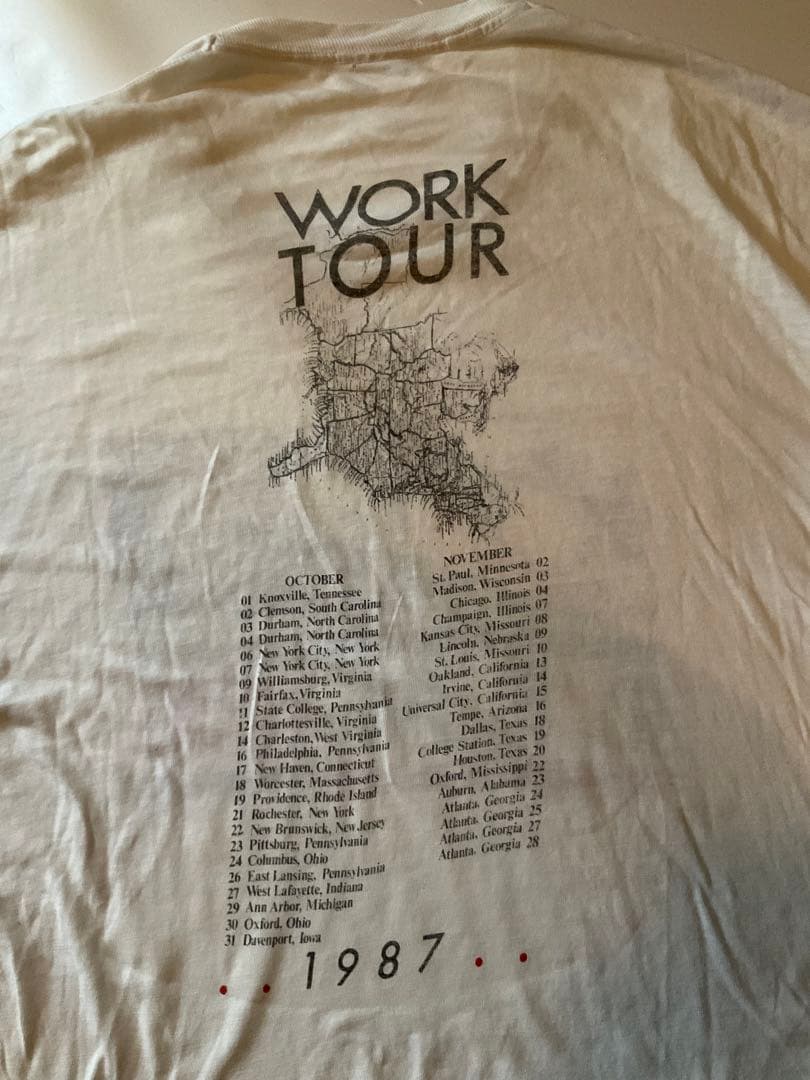 WORK
TOUR
OCTOBER
01 Knoxville, Tennessee
02 Clemson, South Carolina
03 Durham, North Carolina
04 Durham, North Carolina
06 New York City, New York
07 New York City, New York
09 Williamsburg, Virginia
10 Fairfax, Virginia
11 State College, Pennsylvania
12 Charlottesville, Virginia
14 Charleston, West Virginia
16 Philadelphia, Pennsylvania
17 New Haven, Connecticut
18 Worcester, Massachusetts
19 Providence, Rhode Island
21 Rochester, New York
22 New Brunswick, New Jersey
23 Pittsburg, Pennsylvania
24 Columbus, Ohio
26 East Lansing, Pennsylvania
27 West Lafayette, Indiana
29 Ann Arbor, Michigan
30 Oxford, Ohio
31 Davenport, Iowa
NOVEMBER
St. Paul, Minnesota 02
Madison, Wisconsin 03
Chicago, Illinois 04
Champaign, Illinois 07
Kansas City, Missouri 08
Lincoln, Nebraska 09
St. Louis, Missouri 10
Oakland, California 13
Irvine, California 14
Universal City, California 15
Tempe, Arizona 16
Dallas, Texas 18
College Station, Texas 19
Houston, Texas 20
Oxford, Mississippi 22
Auburn, Alabama 23
Atlanta, Georgia 24
Atlanta, Georgia 25
Atlanta, Georgia 27
Atlanta, Georgia 28
. . 1987 . .